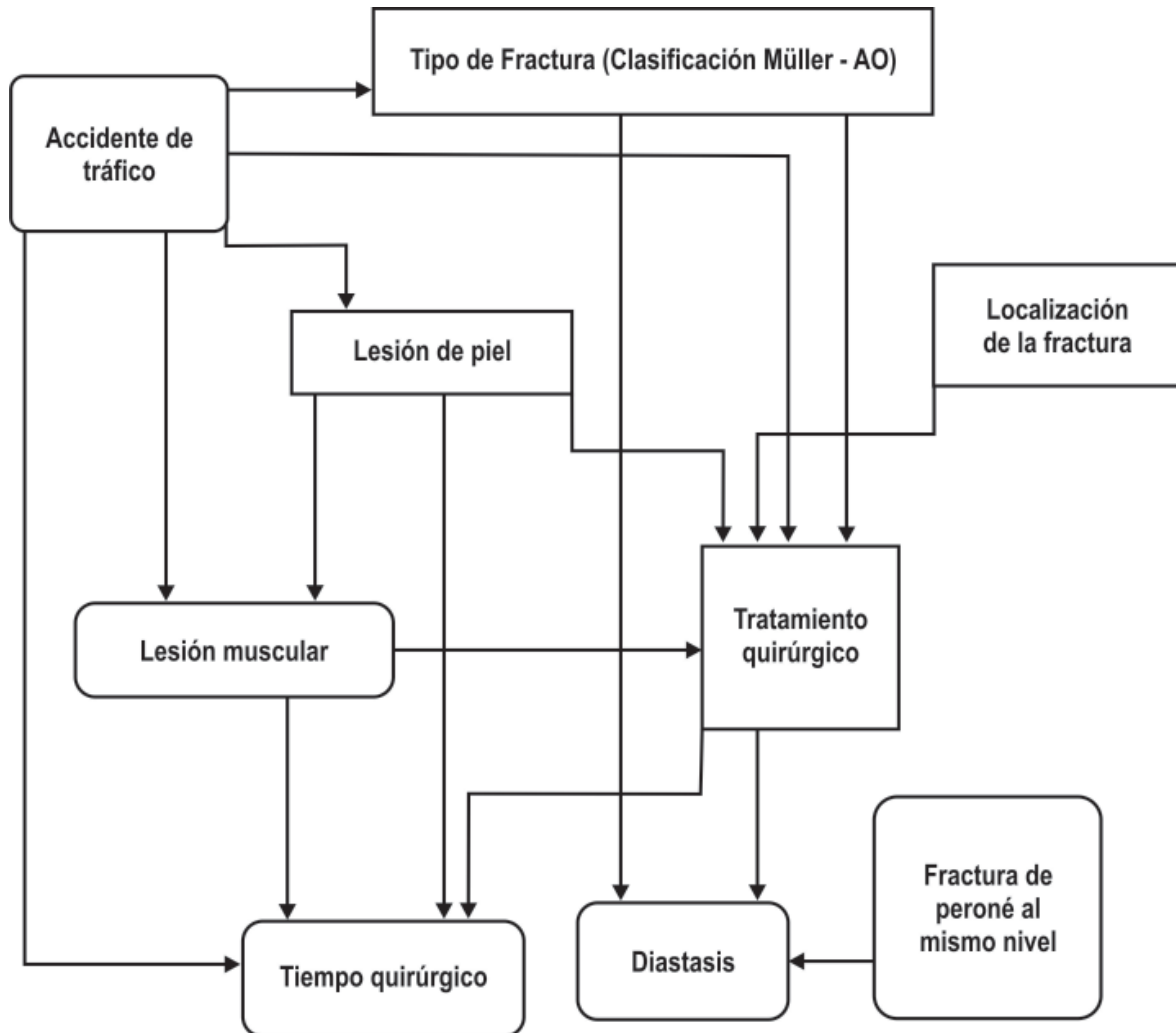 Tipo de Fractura (Clasificación Müller - AO)
Accidente de
tráfico
Localización
de la fractura
Lesión de piel
Tratamiento
quirúrgico
Lesión muscular
Fractura de
peroné al
mismo nivel
Diastasis
Tiempo quirúrgico